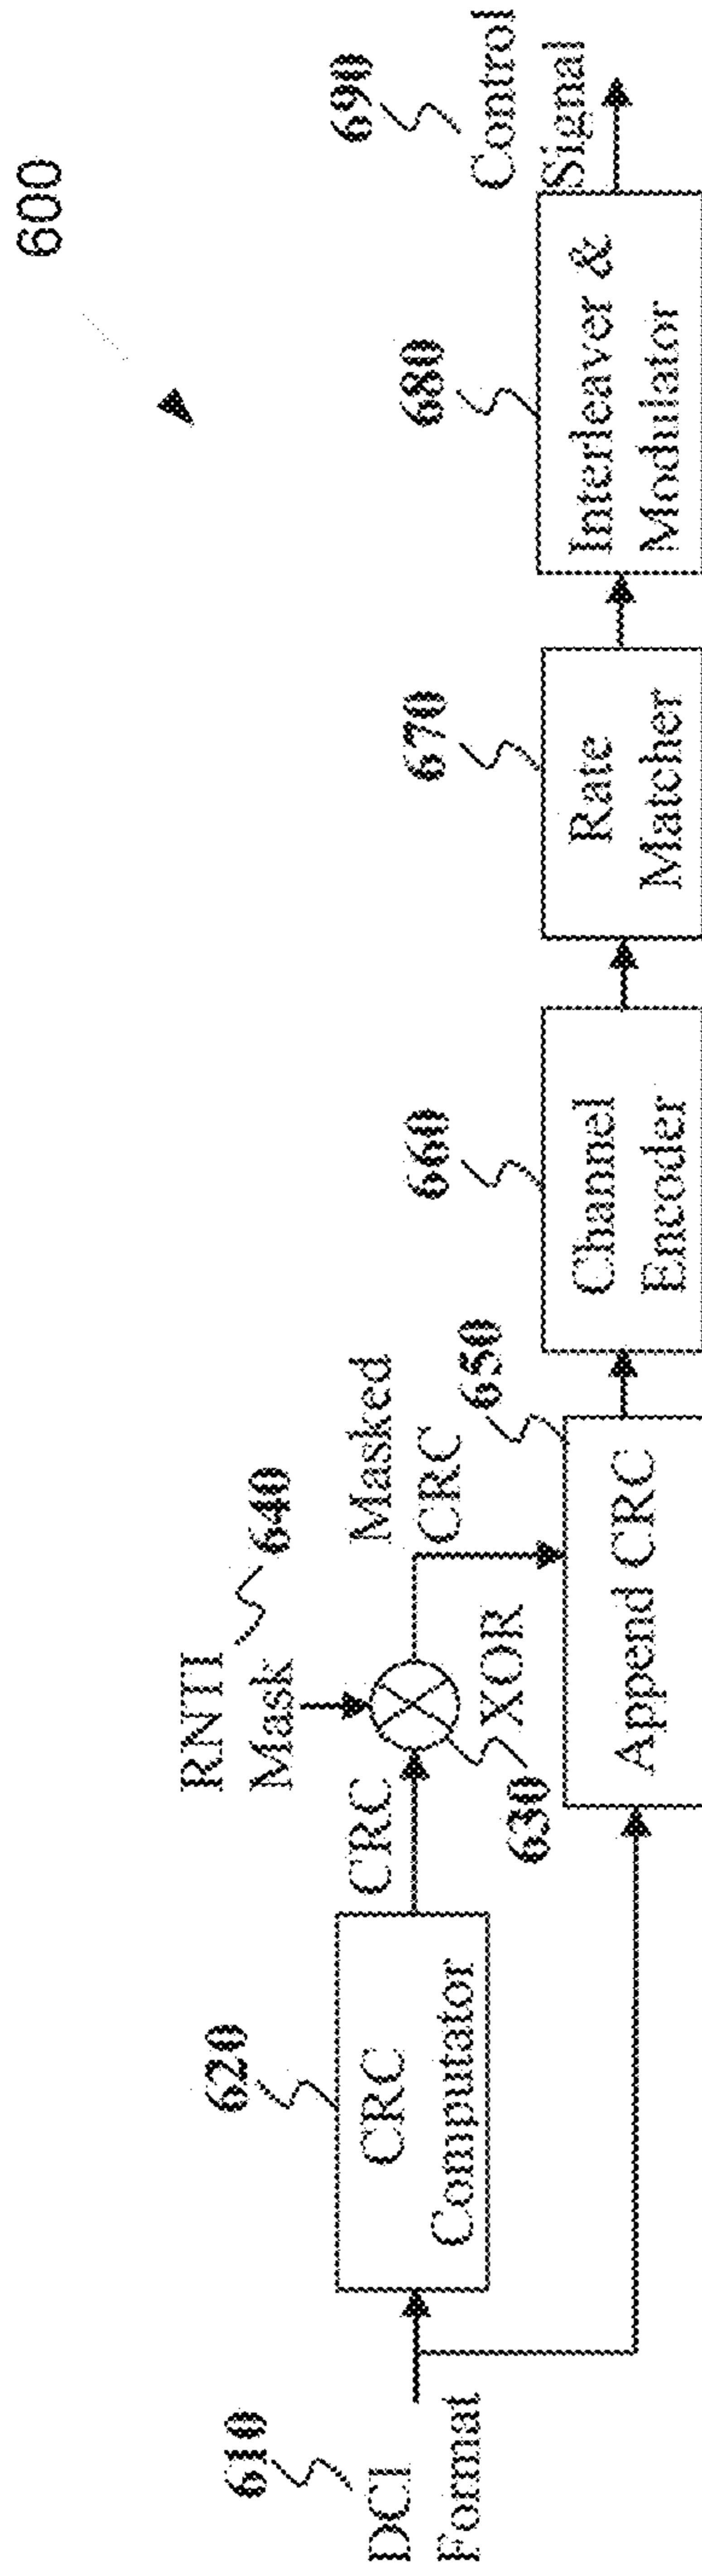 600
610
DCI
Format
620
CRC
Computator
CRC
630
XOR
RNTI
Mask
640
Masked
CRC
650
Append CRC
660
Channel
Encoder
670
Rate
Matcher
680
Interleaver &
Modulator
690
Control
Signal